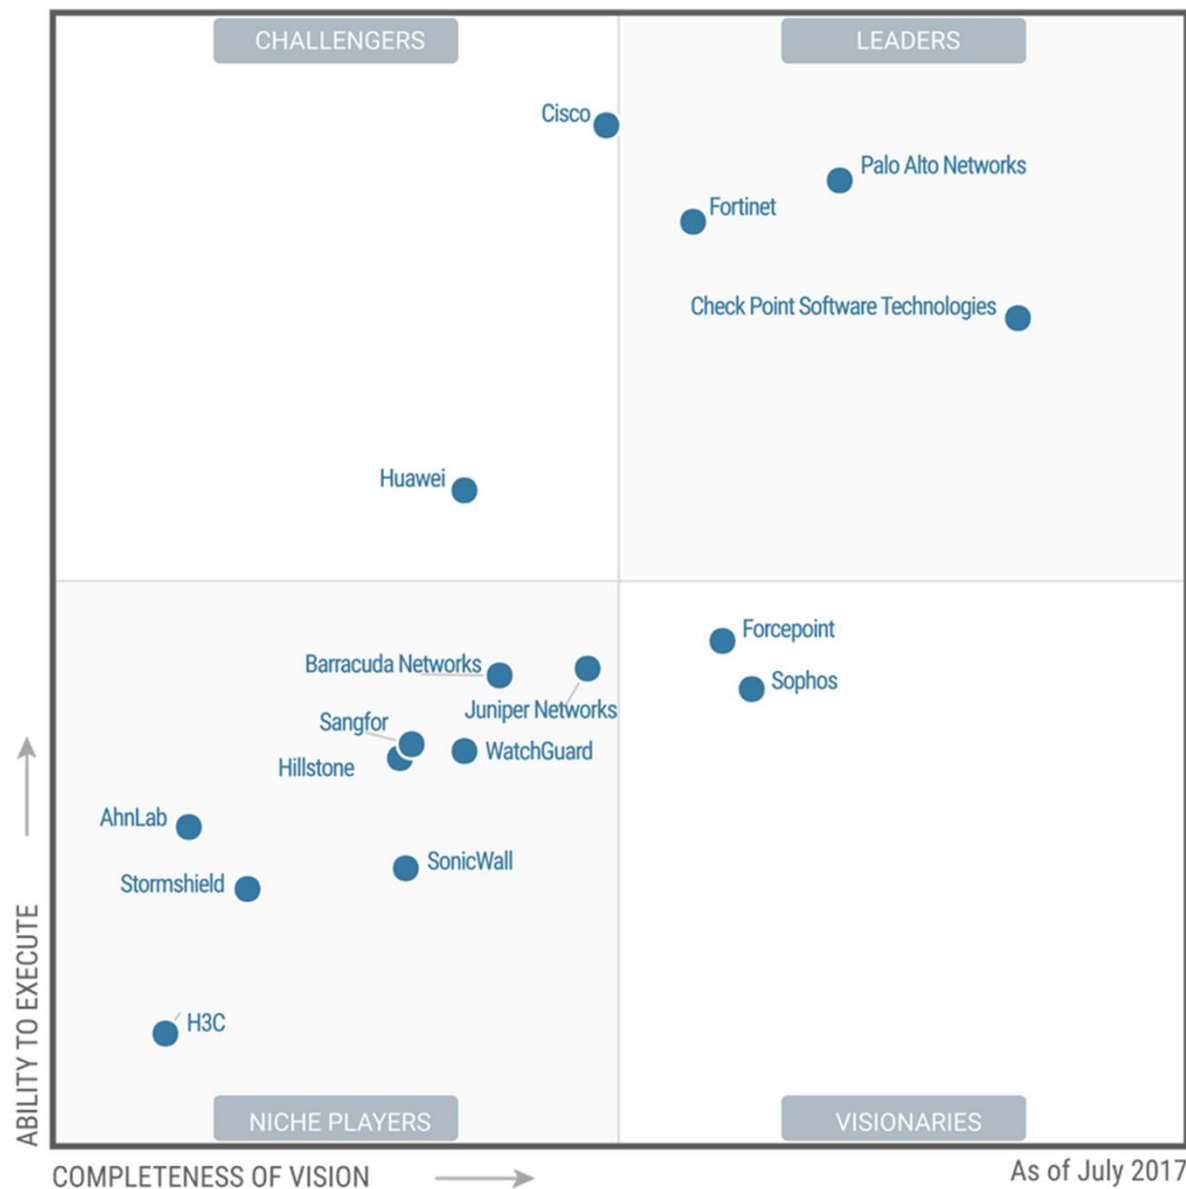 CHALLENGERS
LEADERS
Cisco
Palo Alto Networks
Fortinet
Check Point Software Technologies
Huawei
Forcepoint
Barracuda Networks
Sophos
Juniper Networks
Sangfor
WatchGuard
Hillstone
AhnLab
SonicWall
Stormshield
H3C
ABILITY TO EXECUTE
NICHE PLAYERS
VISIONARIES
COMPLETENESS OF VISION
As of July 2017